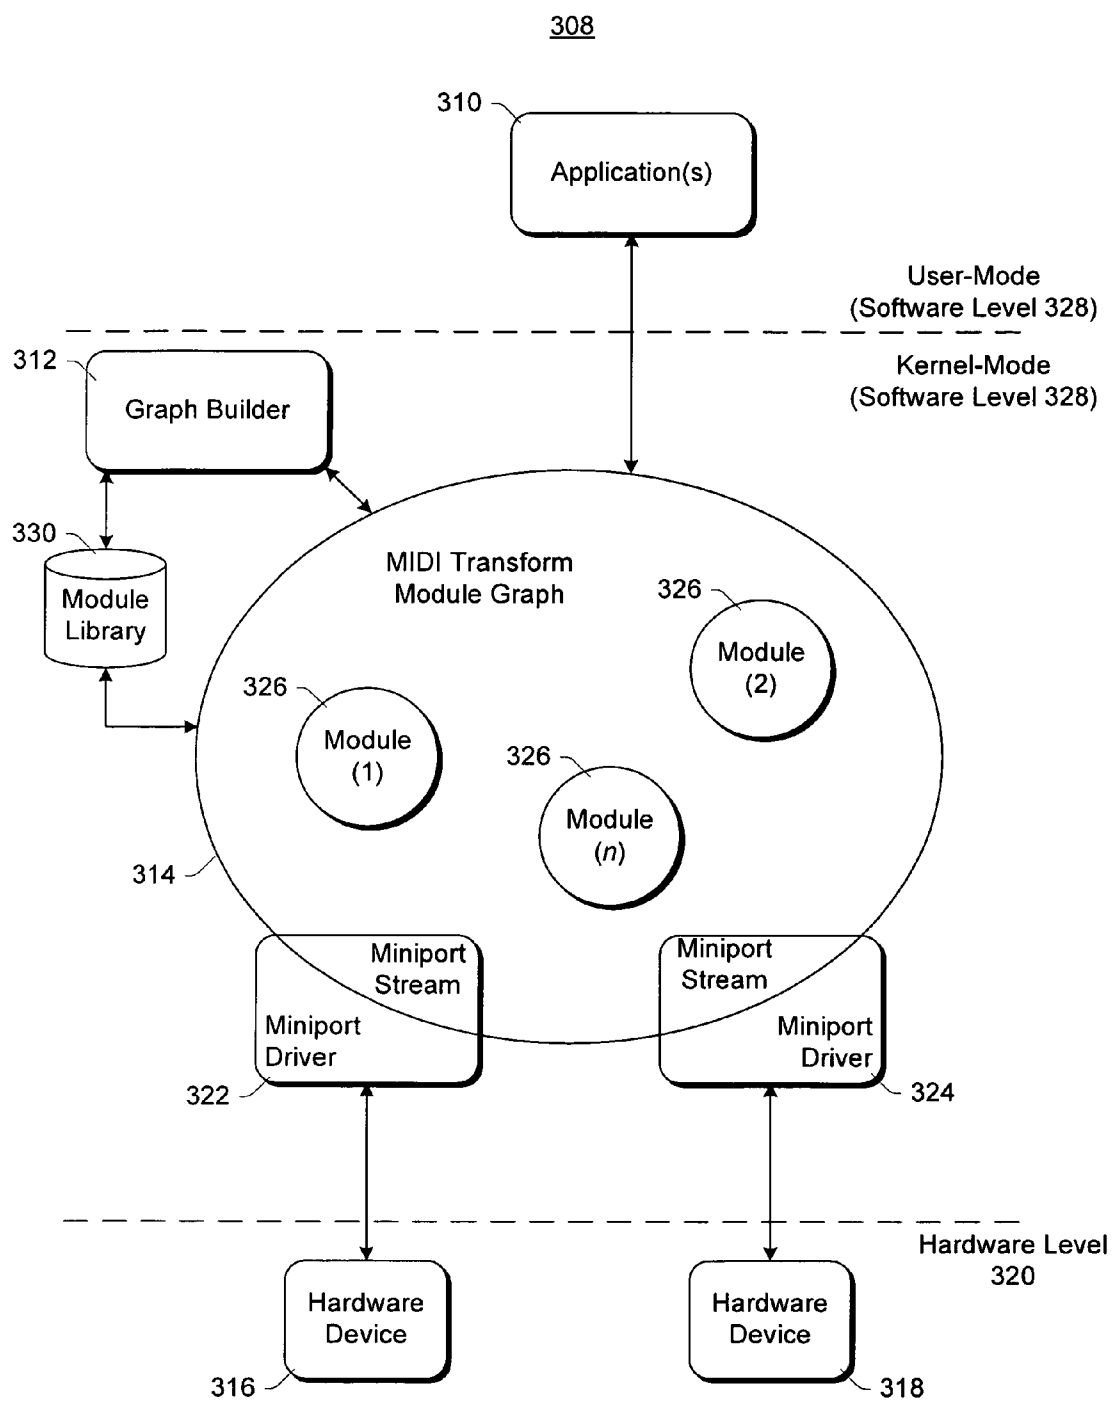 308
310
Application(s)
User-Mode
(Software Level 328)
312
Kernel-Mode
(Software Level 328)
Graph Builder
330
Module
Library
MIDI Transform
Module Graph
326
Module
(2)
326
Module
(1)
326
Module
(n)
314
Miniport
Stream
Miniport
Driver
322
Miniport
Stream
Miniport
Driver
324
Hardware Level
320
Hardware
Device
316
Hardware
Device
318